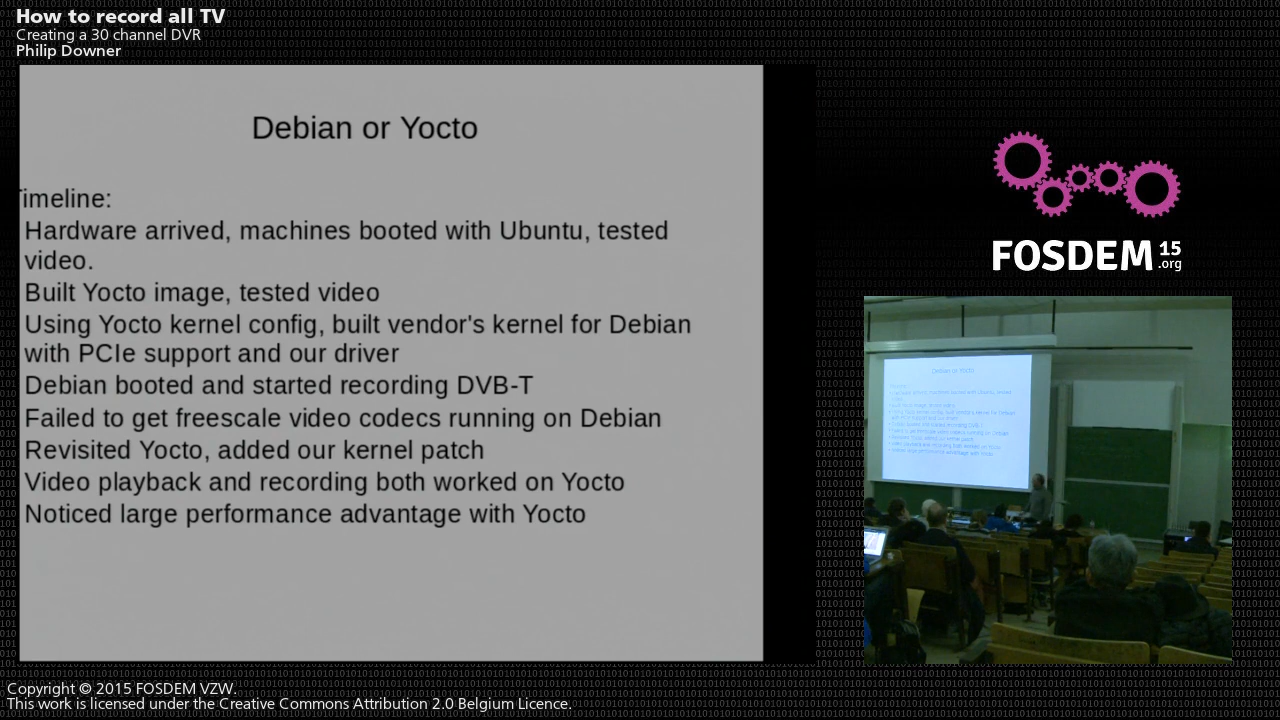 How to record all TV
Creating a 30 channel DVR
Philip Downer
Debian or Yocto
Timeline:
Hardware arrived, machines booted with Ubuntu, tested
video.
Built Yocto image, tested video
Using Yocto kernel config, built vendor's kernel for Debian
with PCIe support and our driver
Debian booted and started recording DVB-T
Failed to get freescale video codecs running on Debian
Revisited Yocto, added our kernel patch
Video playback and recording both worked on Yocto
Noticed large performance advantage with Yocto
FOSDEM 15
.org
Debian or Yocto
Copyright © 2015 FOSDEM VZW.
This work is licensed under the Creative Commons Attribution 2.0 Belgium Licence.